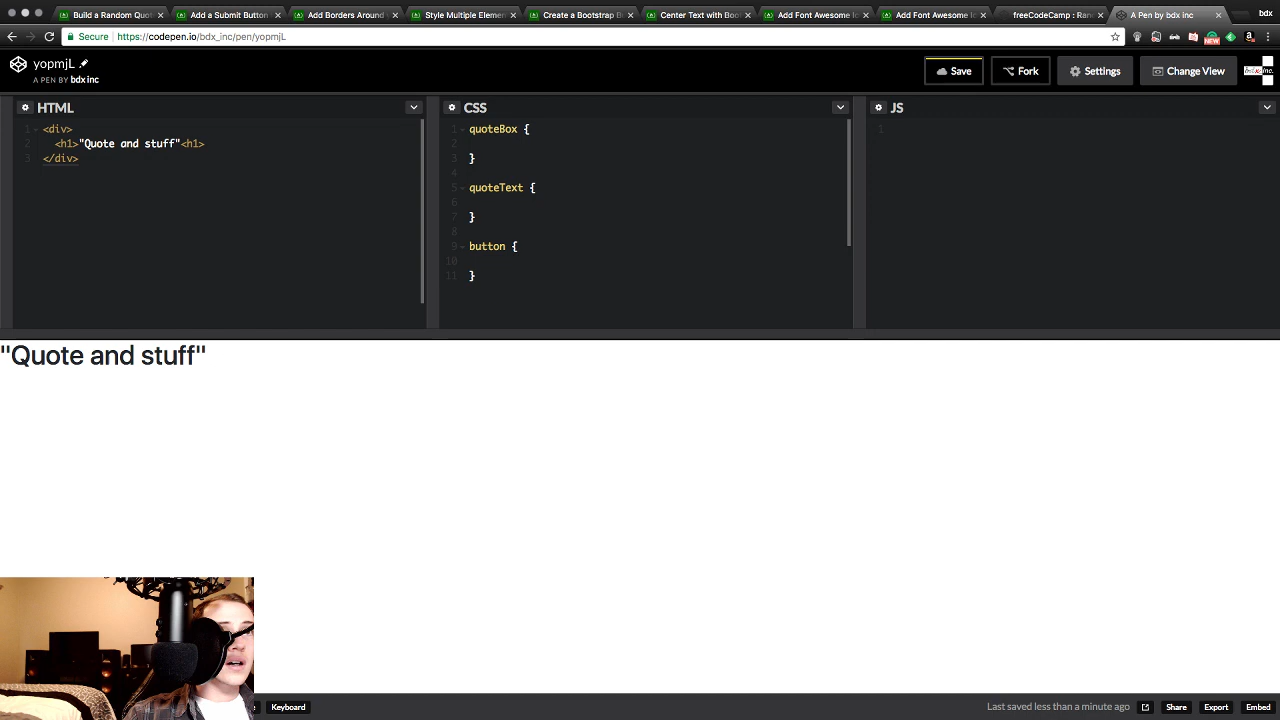 Build a Random Quo
Add a Submit Button
Add Borders Around
Style Multiple Elemen
Create a Bootstrap B
Center Text with Boo
Add Font Awesome Ic
Add Font Awesome Ic
freeCodeCamp : Ran
A Pen by bdx inc
bdx
Secure https://codepen.io/bdx_inc/pen/yopmjL
NEW
yopmjL
A PEN BY bdx inc
Save
Fork
Settings
Change View
HTML
1 <div>
2 <h1>"Quote and stuff"<h1>
3 </div>
CSS
1 quoteBox {
2
3 }
4
5 quoteText {
6
7 }
8
9 button {
10
11 }
JS
1
"Quote and stuff"
Keyboard
Last saved less than a minute ago
Share
Export
Embed